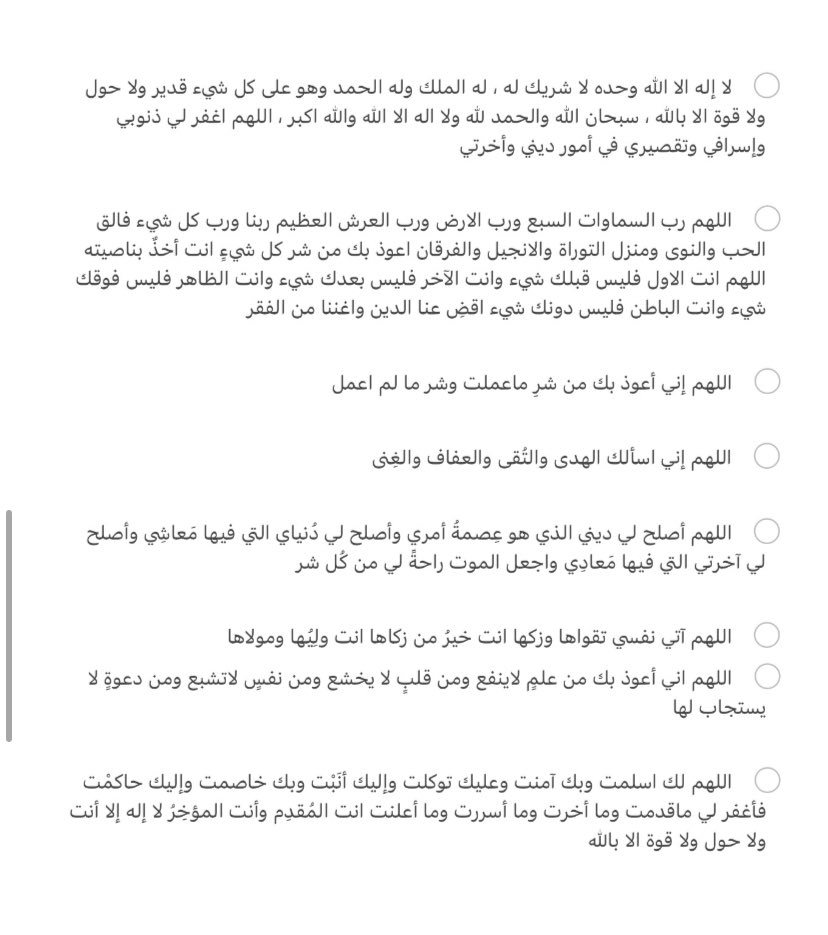 لا إله الا الله وحده لا شريك له ، له الملك وله الحمد وهو على كل شيء قدير ولا حول
ولا قوة الا بالله ، سبحان الله والحمد لله ولا اله الا الله والله اكبر ، اللهم اغفر لي ذنوبي
وإسرافي وتقصيري في أمور ديني وأخرتي
اللهم رب السماوات السبع ورب الارض ورب العرش العظيم ربنا ورب كل شيء فالق
الحب والنوى ومنزل التوراة والانجيل والفرقان اعوذ بك من شر كل شيءٍ انت أخذٌ بناصيته
اللهم انت الاول فليس قبلك شيء وانت الآخر فليس بعدك شيء وانت الظاهر فليس فوقك
شيء وانت الباطن فليس دونك شيء اقضِ عنا الدين واغننا من الفقر
اللهم إني أعوذ بك من شرِ ماعملت وشر ما لم اعمل
اللهم إني اسألك الهدى والتُقى والعفاف والغِنى
اللهم أصلح لي ديني الذي هو عِصمةُ أمري وأصلح لي دُنياي التي فيها مَعاشِي وأصلح
لي آخرتي التي فيها مَعادِي واجعل الموت راحةً لي من كُل شر
اللهم آتي نفسي تقواها وزكها انت خيرُ من زكاها انت وليُها ومولاها
اللهم اني أعوذ بك من علمٍ لاينفع ومن قلبٍ لا يخشع ومن نفسٍ لاتشبع ومن دعوةٍ لا
يستجاب لها
اللهم لك اسلمت وبك آمنت وعليك توكلت وإليك أنَبْت وبك خاصمت وإليك حاكمْت
فأغفر لي ماقدمت وما أخرت وما أسررت وما أعلنت انت المُقدِم وأنت المؤخِرُ لا إله إلا أنت
ولا حول ولا قوة الا بالله